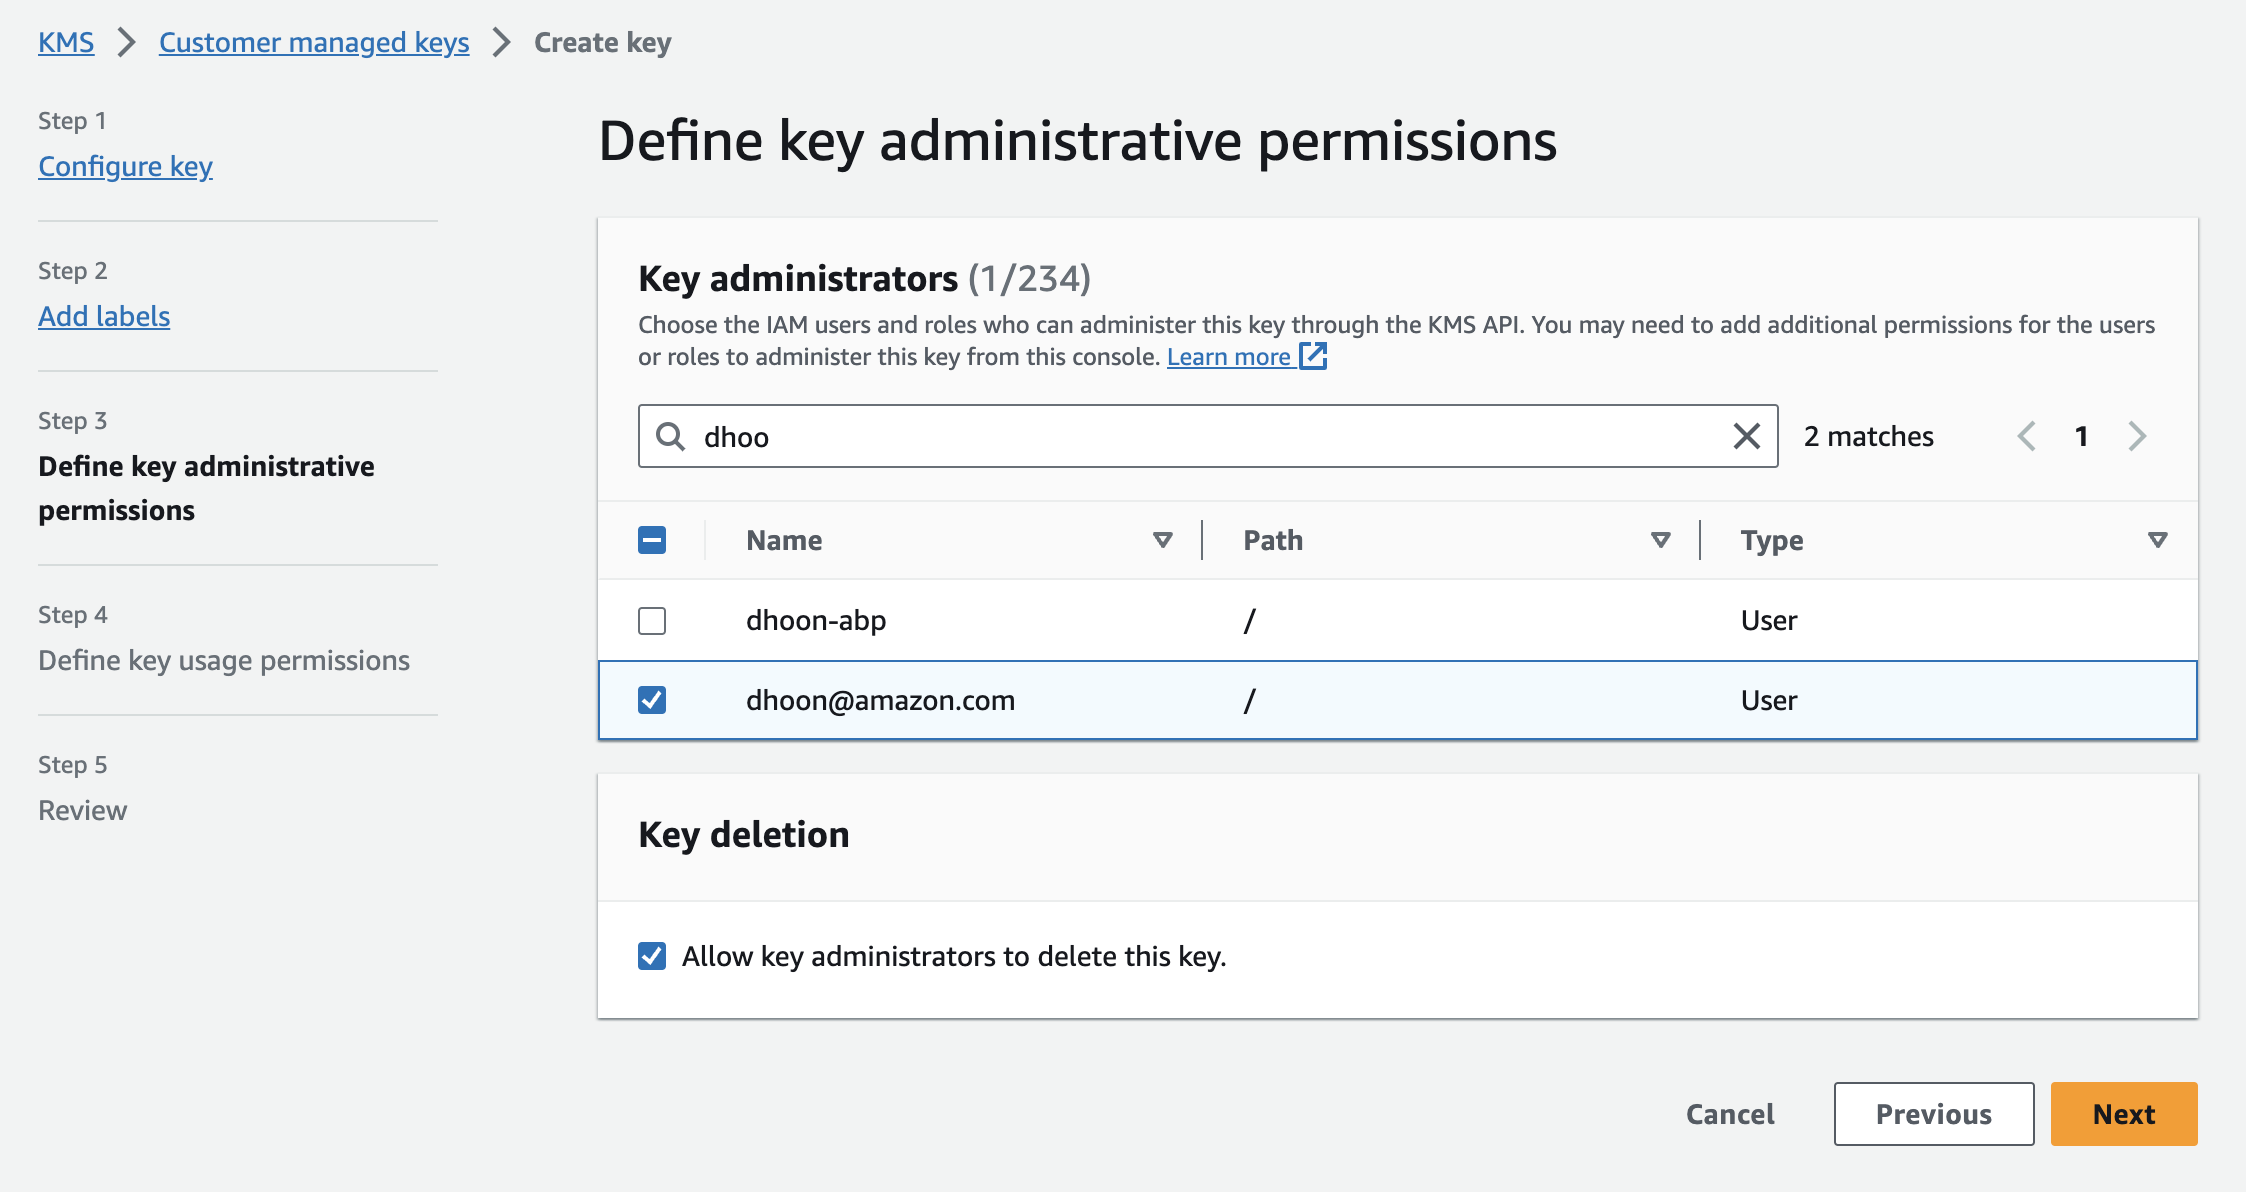 KMS > Customer managed keys > Create key
Step 1
Configure key
Step 2
Add labels
Step 3
Define key administrative
permissions
Step 4
Define key usage permissions
Step 5
Review
Define key administrative permissions
Key administrators (1/234)
Choose the IAM users and roles who can administer this key through the KMS API. You may need to add additional permissions for the users
or roles to administer this key from this console. Learn more
dhoo
2 matches
1
Name Path Type
dhoon-abp / User
dhoon@amazon.com / User
Key deletion
Allow key administrators to delete this key.
Cancel Previous Next